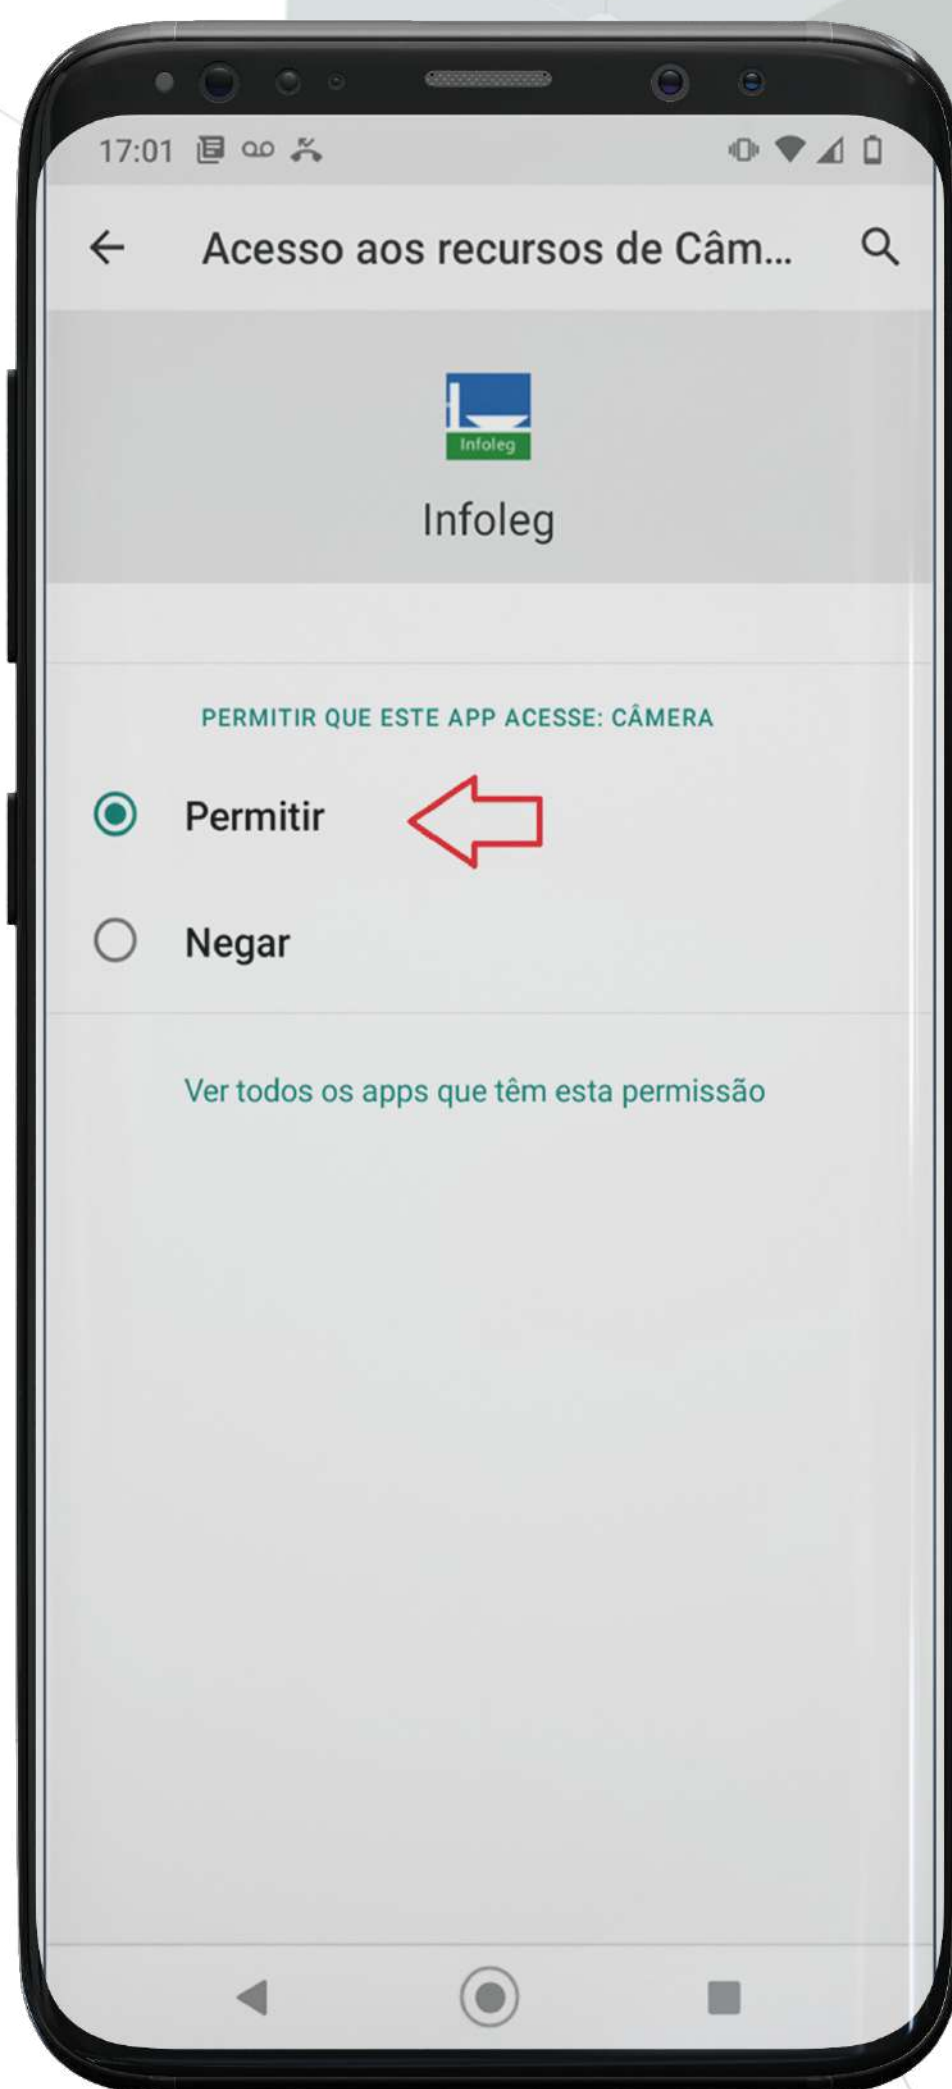 17:01
Acesso aos recursos de Câm...
Infoleg
Infoleg
PERMITIR QUE ESTE APP ACESSE: CÂMERA
Permitir
Negar
Ver todos os apps que têm esta permissão